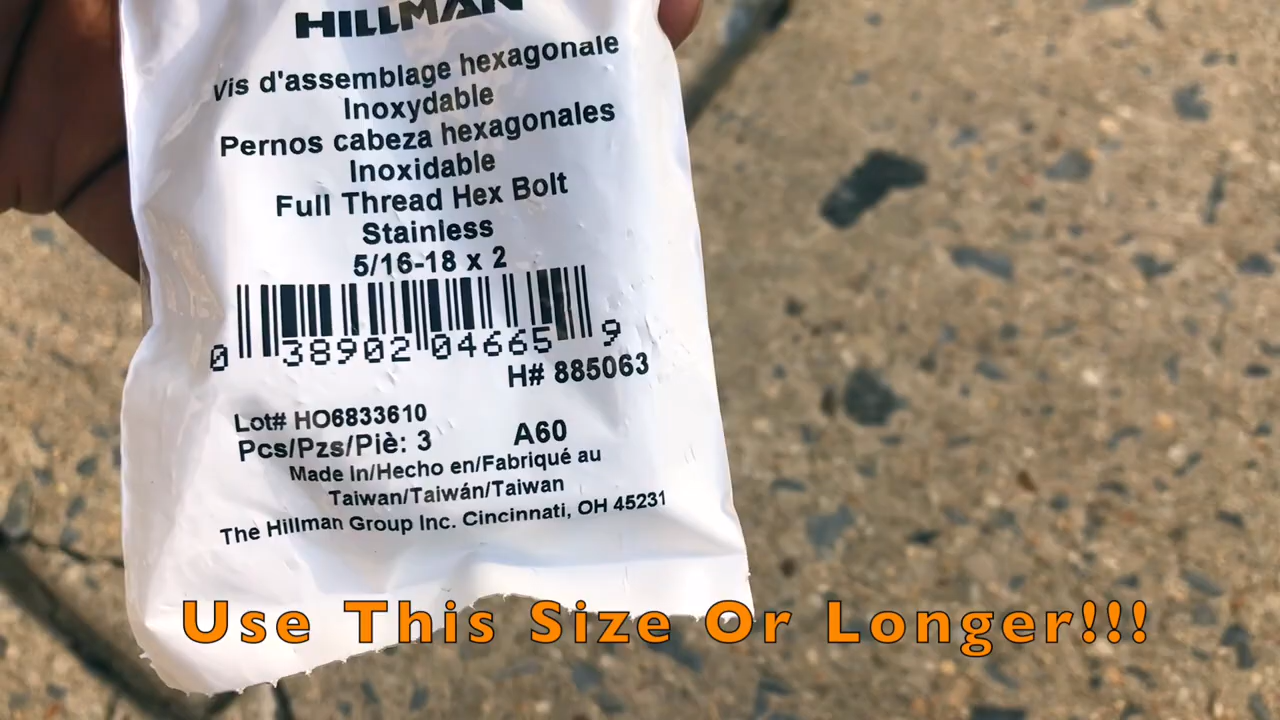 HILLMAN
Vis d'assemblage hexagonale
Inoxydable
Pernos cabeza hexagonales
Inoxidable
Full Thread Hex Bolt
Stainless
5/16-18 x 2
0 38902 04665 9
H# 885063
Lot# HO6833610
Pcs/Pzs/Piè: 3 A60
Made In/Hecho en/Fabriqué au
Taiwan/Taiwán/Taiwan
The Hillman Group Inc. Cincinnati, OH 45231
Use This Size Or Longer!!!